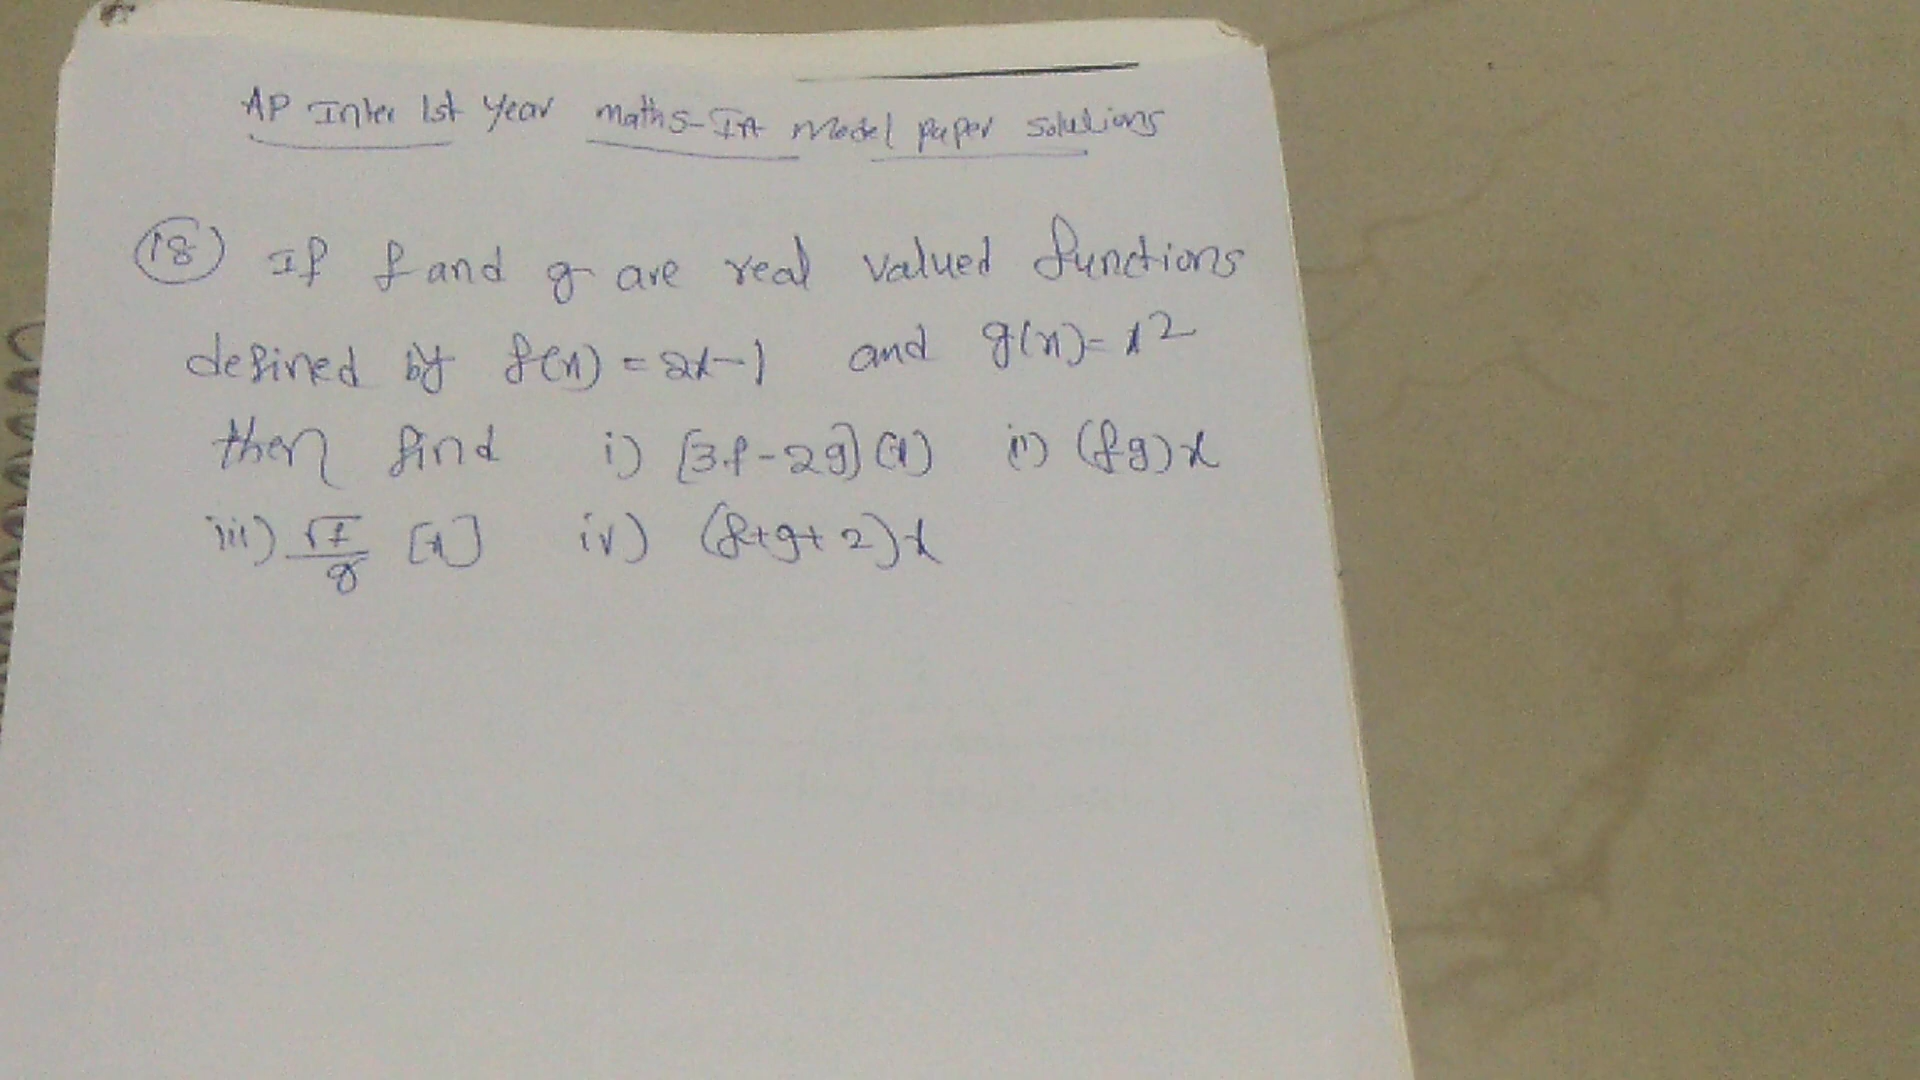 AP Inter 1st Year maths-IA Model paper solutions
(18) If f and g are real valued functions
defined by f(x) = 2x-1 and g(x)= x²
then find i) [3f-2g](x) ii) (fg)x
iii) √f/g [x] iv) (f+g+2)x